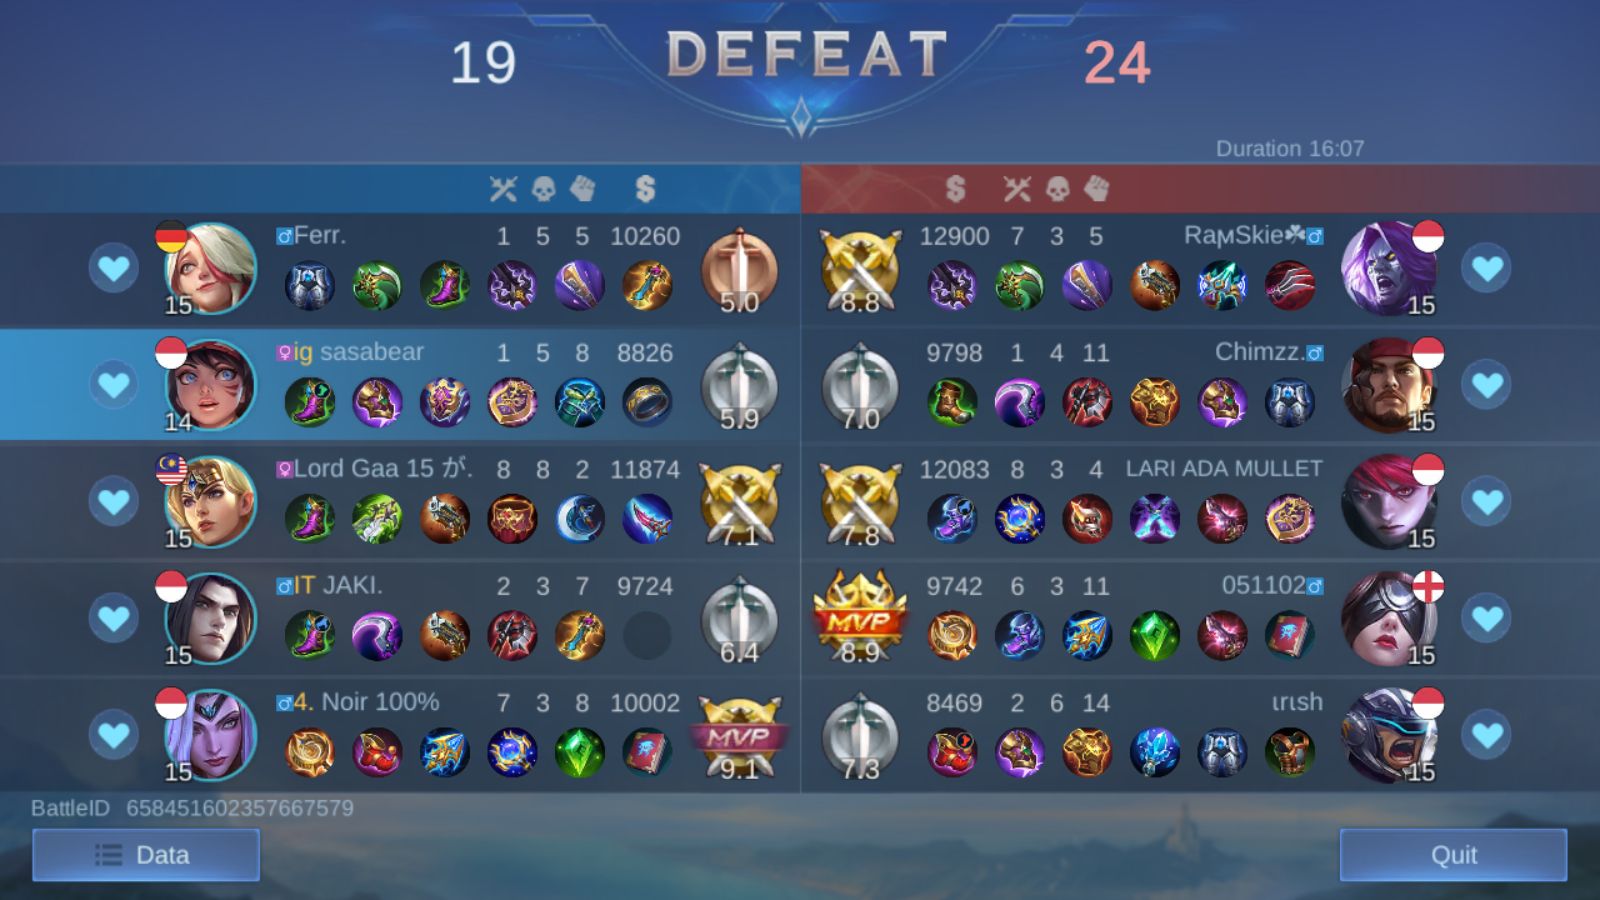 19 DEFEAT 24
Duration 16:07
Ferr. 1 5 5 10260
15 5.0
12900 7 3 5 RaмSkie☘
8.8 15
ig sasabear 1 5 8 8826
14 5.9
9798 1 4 11 Chimzz.
7.0 15
Lord Gaa 15 が. 8 8 2 11874
15 7.1
12083 8 3 4 LARI ADA MULLET
7.8 15
IT JAKI. 2 3 7 9724
15 6.4
9742 6 3 11 051102
MVP
8.9 15
4. Noir 100% 7 3 8 10002
MVP
15 9.1
8469 2 6 14 ιrιsh
7.3 15
BattleID 658451602357667579
Data Quit